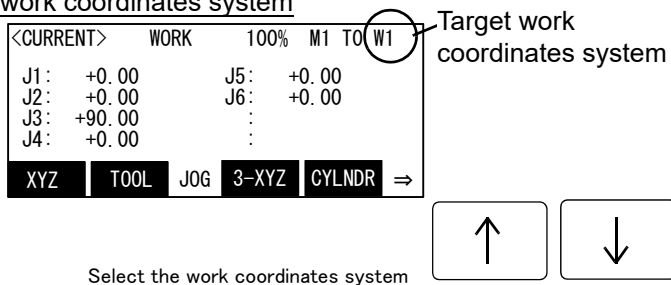 work coordinates system
<CURRENT> WORK 100% M1 T0 W1
J1: +0.00 J5: +0.00
J2: +0.00 J6: +0.00
J3: +90.00 :
J4: +0.00 :
XYZ TOOL JOG 3-XYZ CYLNDR ⇒
Target work
coordinates system
↑ ↓
Select the work coordinates system